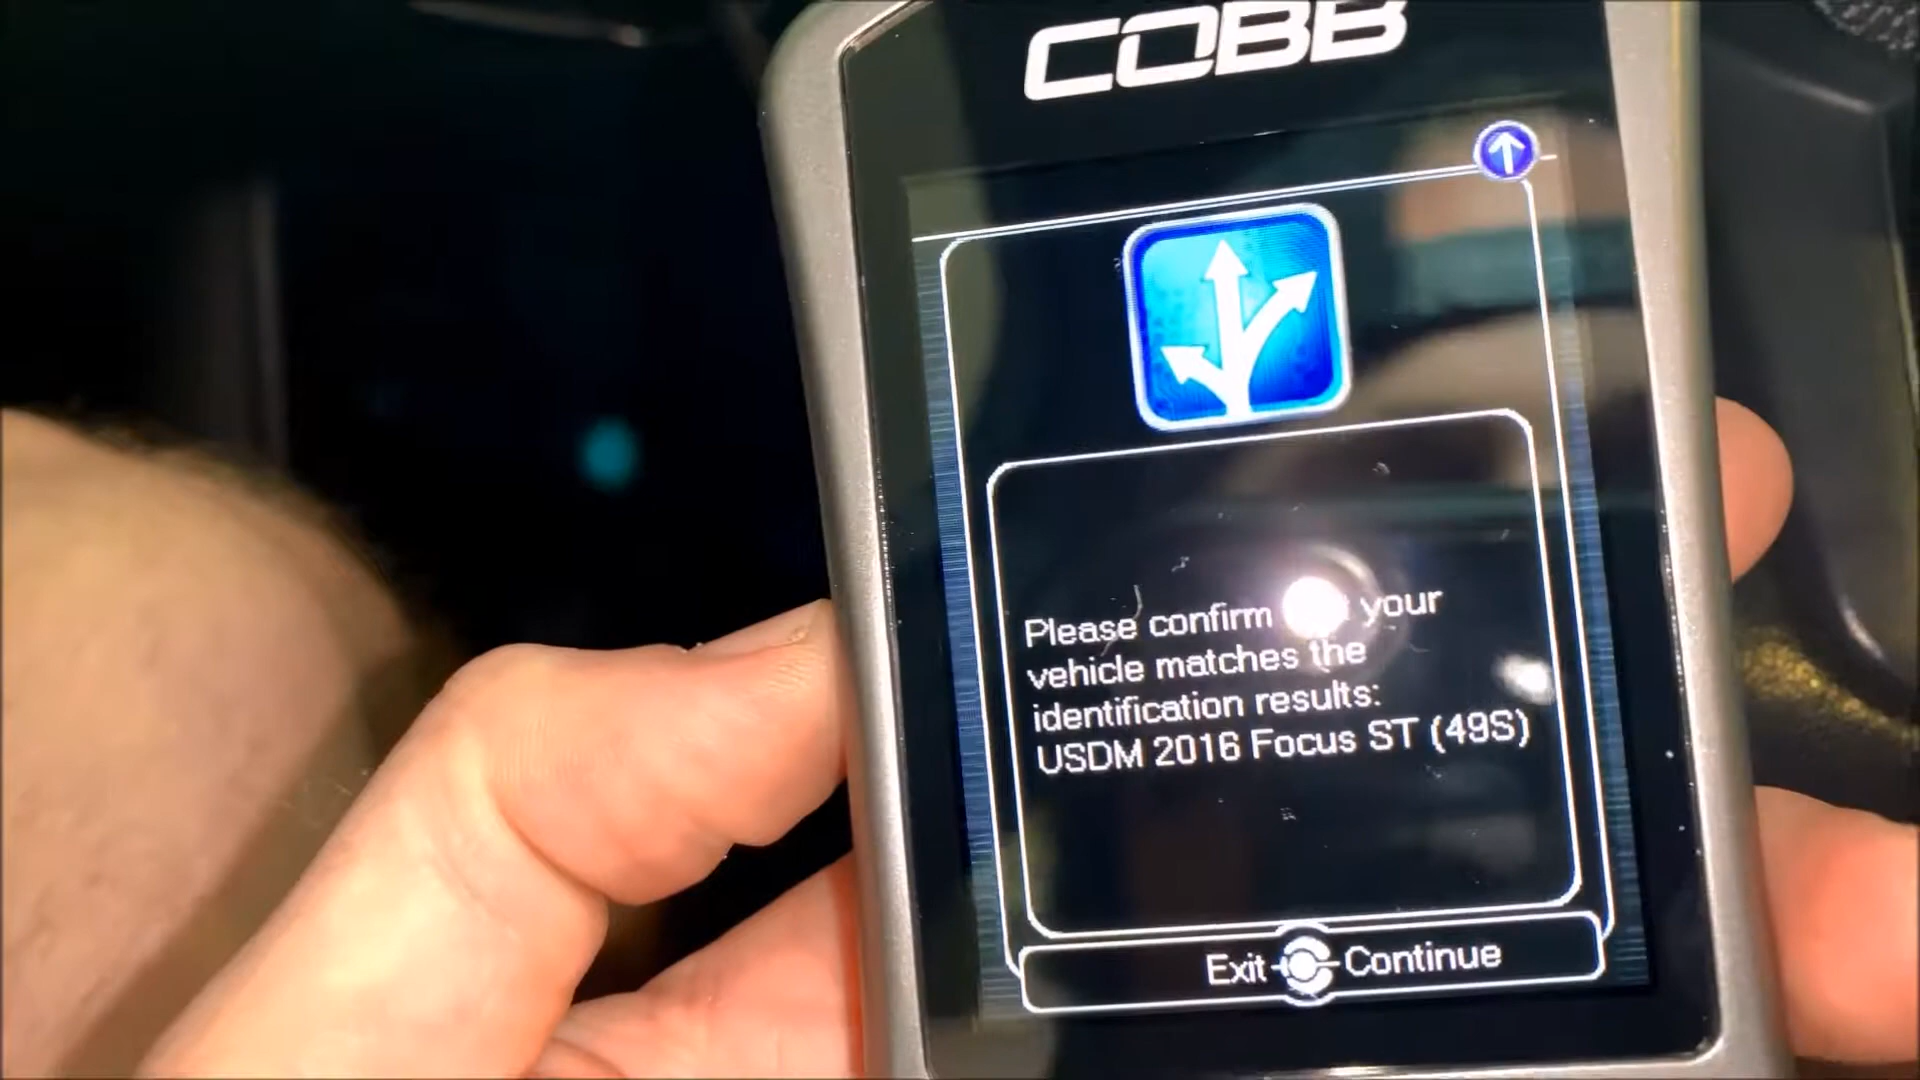 COBB
Please confirm your
vehicle matches the
identification results:
USDM 2016 Focus ST (49S)
Exit Continue